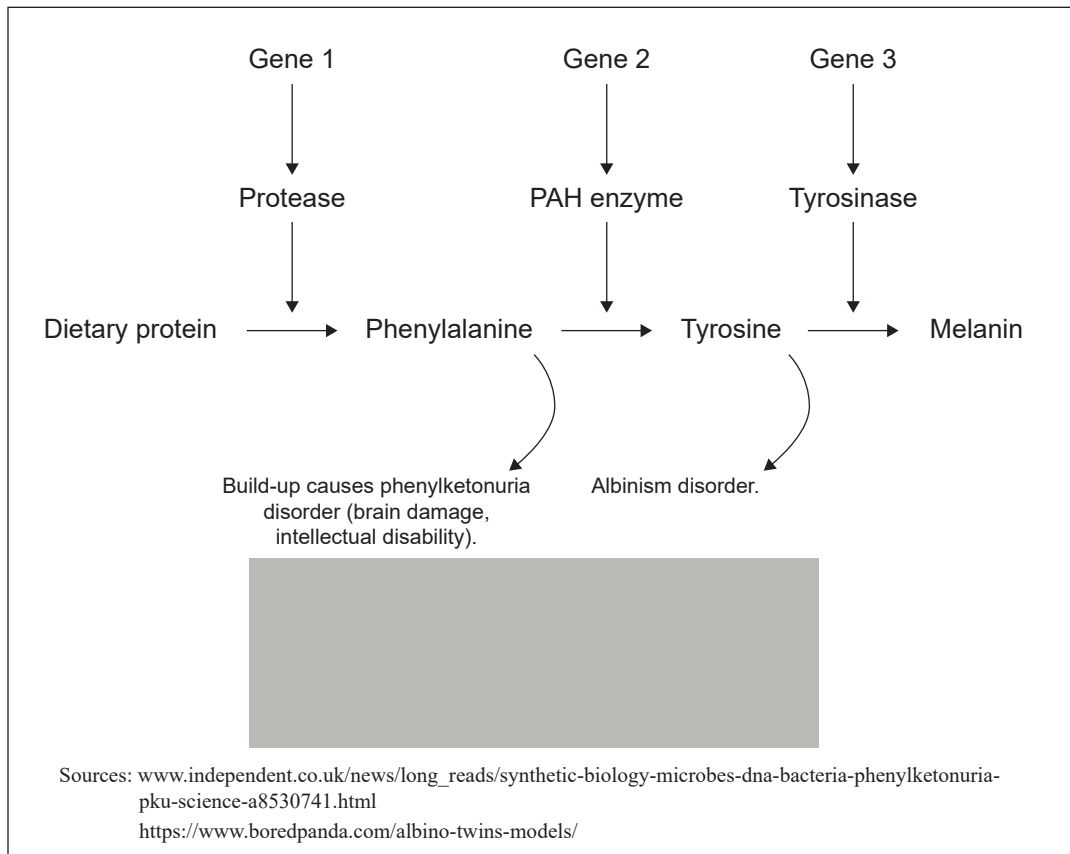 Gene 1 Gene 2 Gene 3
Protease PAH enzyme Tyrosinase
Dietary protein Phenylalanine Tyrosine Melanin
Build-up causes phenylketonuria
disorder (brain damage,
intellectual disability).
Albinism disorder.
Sources: www.independent.co.uk/news/long_reads/synthetic-biology-microbes-dna-bacteria-phenylketonuria-
pku-science-a8530741.html
https://www.boredpanda.com/albino-twins-models/